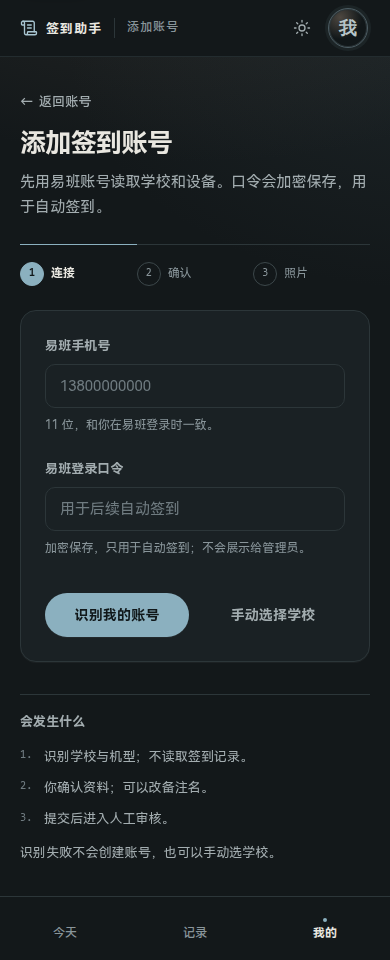 签到助手
添加账号
我
← 返回账号
添加签到账号
先用易班账号读取学校和设备。口令会加密保存，用
于自动签到。
1 连接
2 确认
3 照片
易班手机号
13800000000
11 位，和你在易班登录时一致。
易班登录口令
用于后续自动签到
加密保存，只用于自动签到；不会展示给管理员。
识别我的账号
手动选择学校
会发生什么
1. 识别学校与机型；不读取签到记录。
2. 你确认资料；可以改备注名。
3. 提交后进入人工审核。
识别失败不会创建账号，也可以手动选学校。
今天
记录
我的